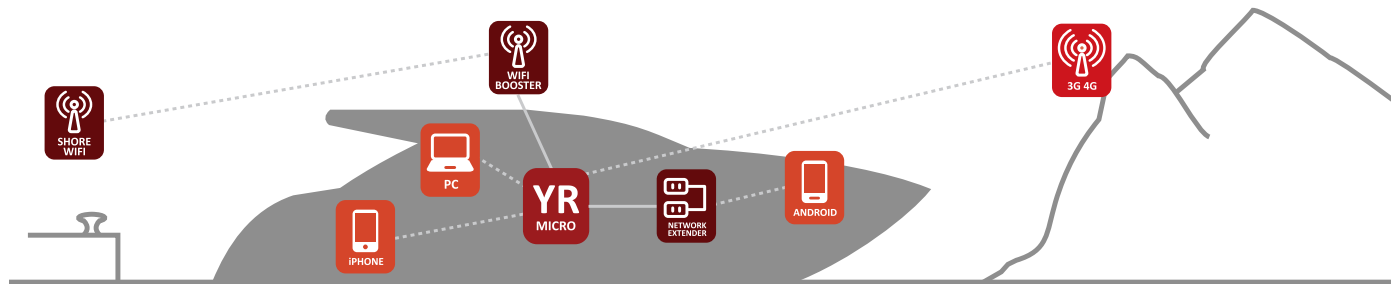 SHORE
WIFI
WIFI
BOOSTER
3G 4G
PC
iPHONE
YR
MICRO
NETWORK
EXTENDER
ANDROID